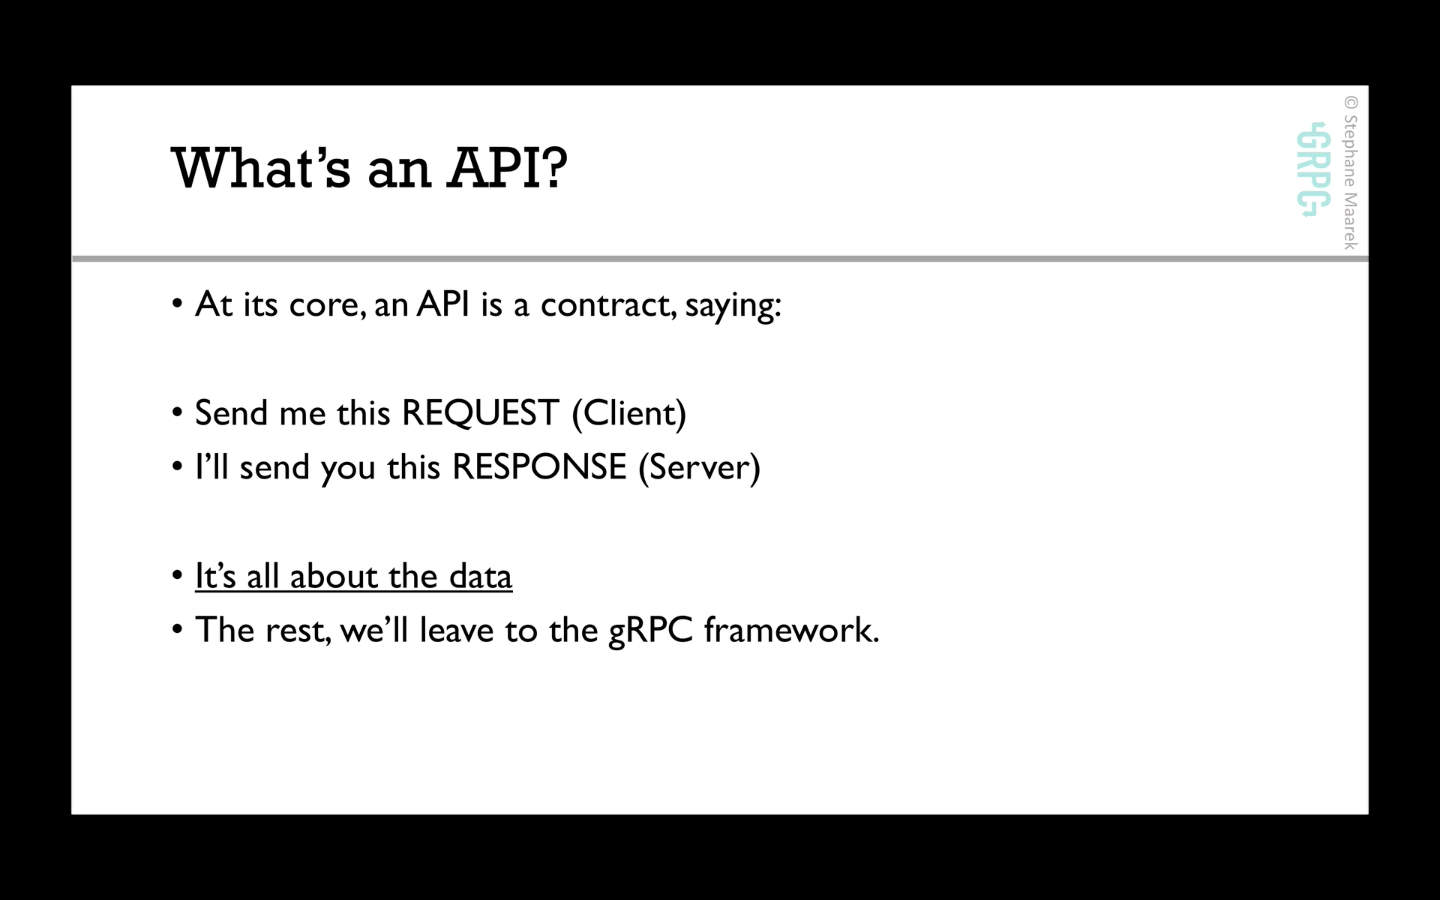 What’s an API?
GRPC
© Stephane Maarek
• At its core, an API is a contract, saying:
• Send me this REQUEST (Client)
• I’ll send you this RESPONSE (Server)
• It’s all about the data
• The rest, we’ll leave to the gRPC framework.